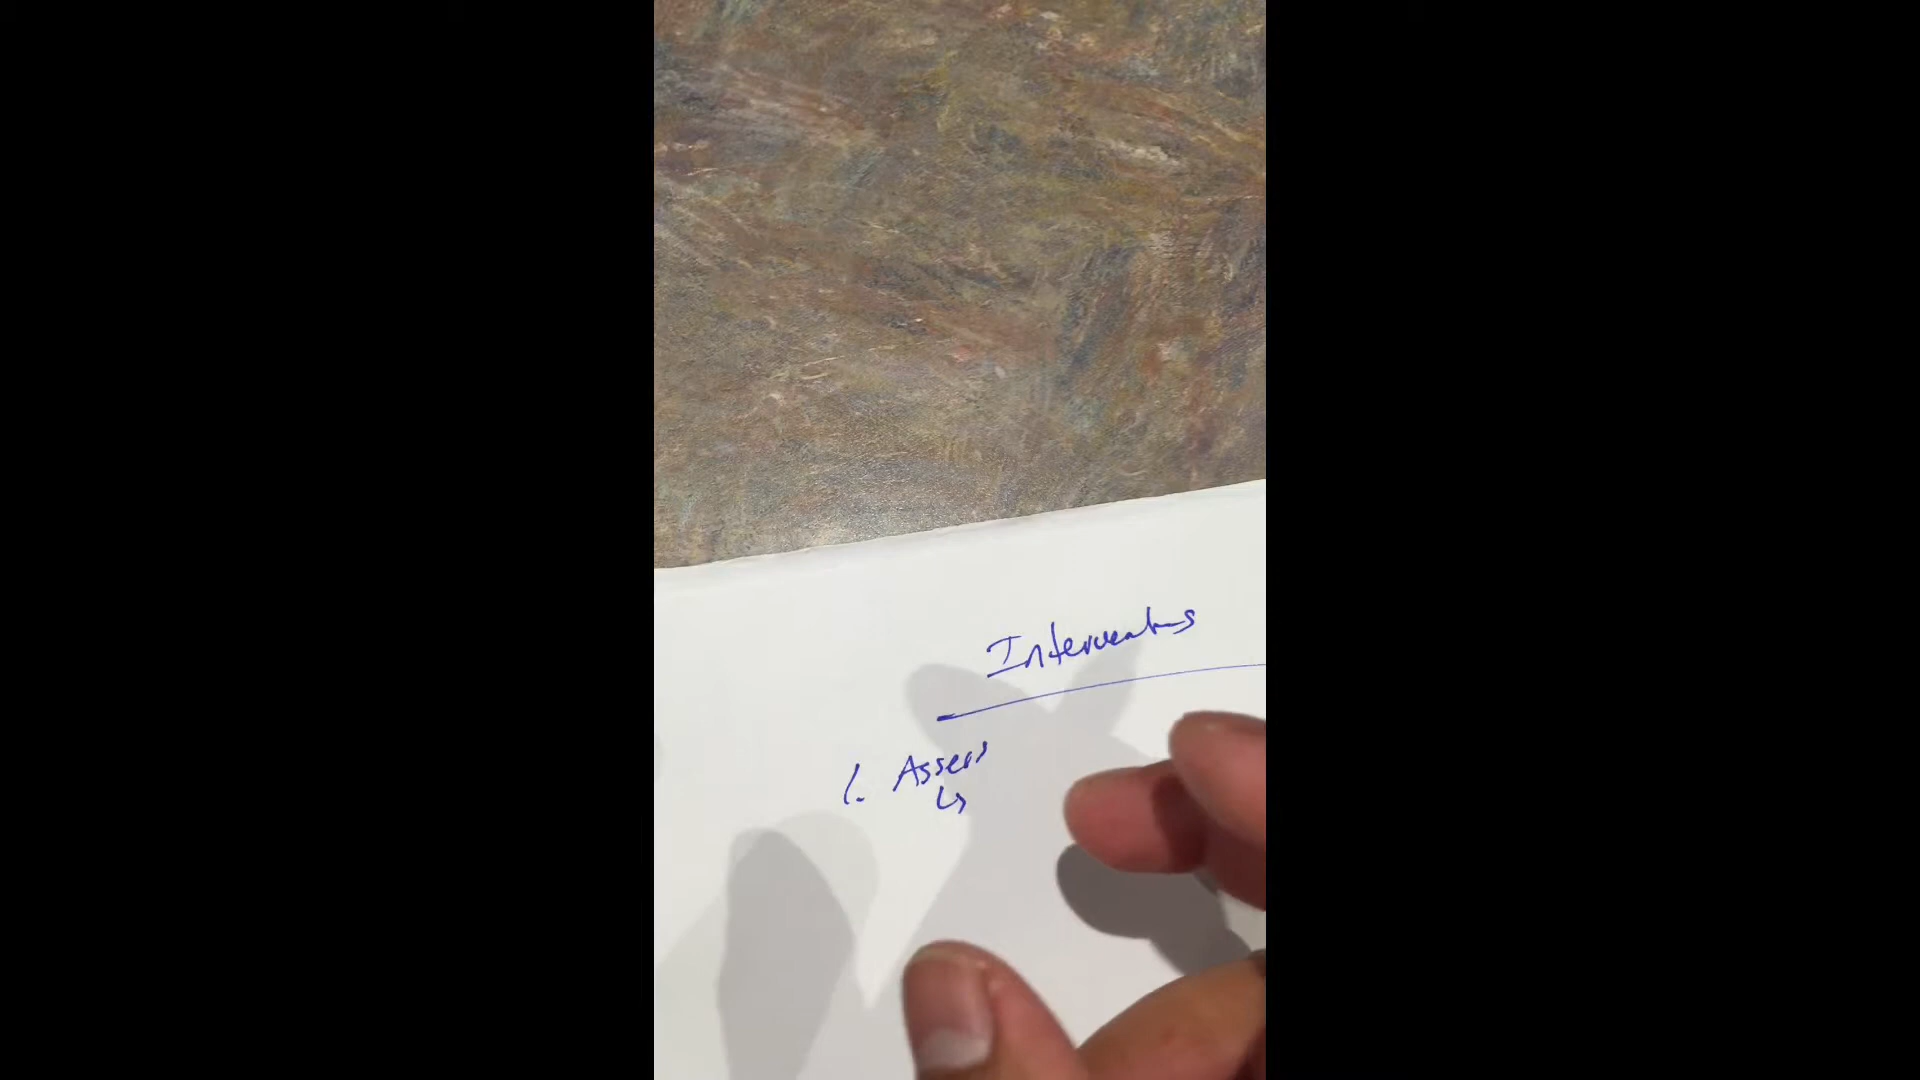 Interventions
1. Assess
↳